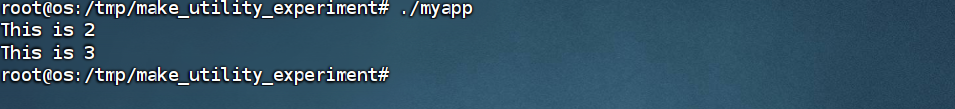 root@os:/tmp/make_utility_experiment# ./myapp
This is 2
This is 3
root@os:/tmp/make_utility_experiment#